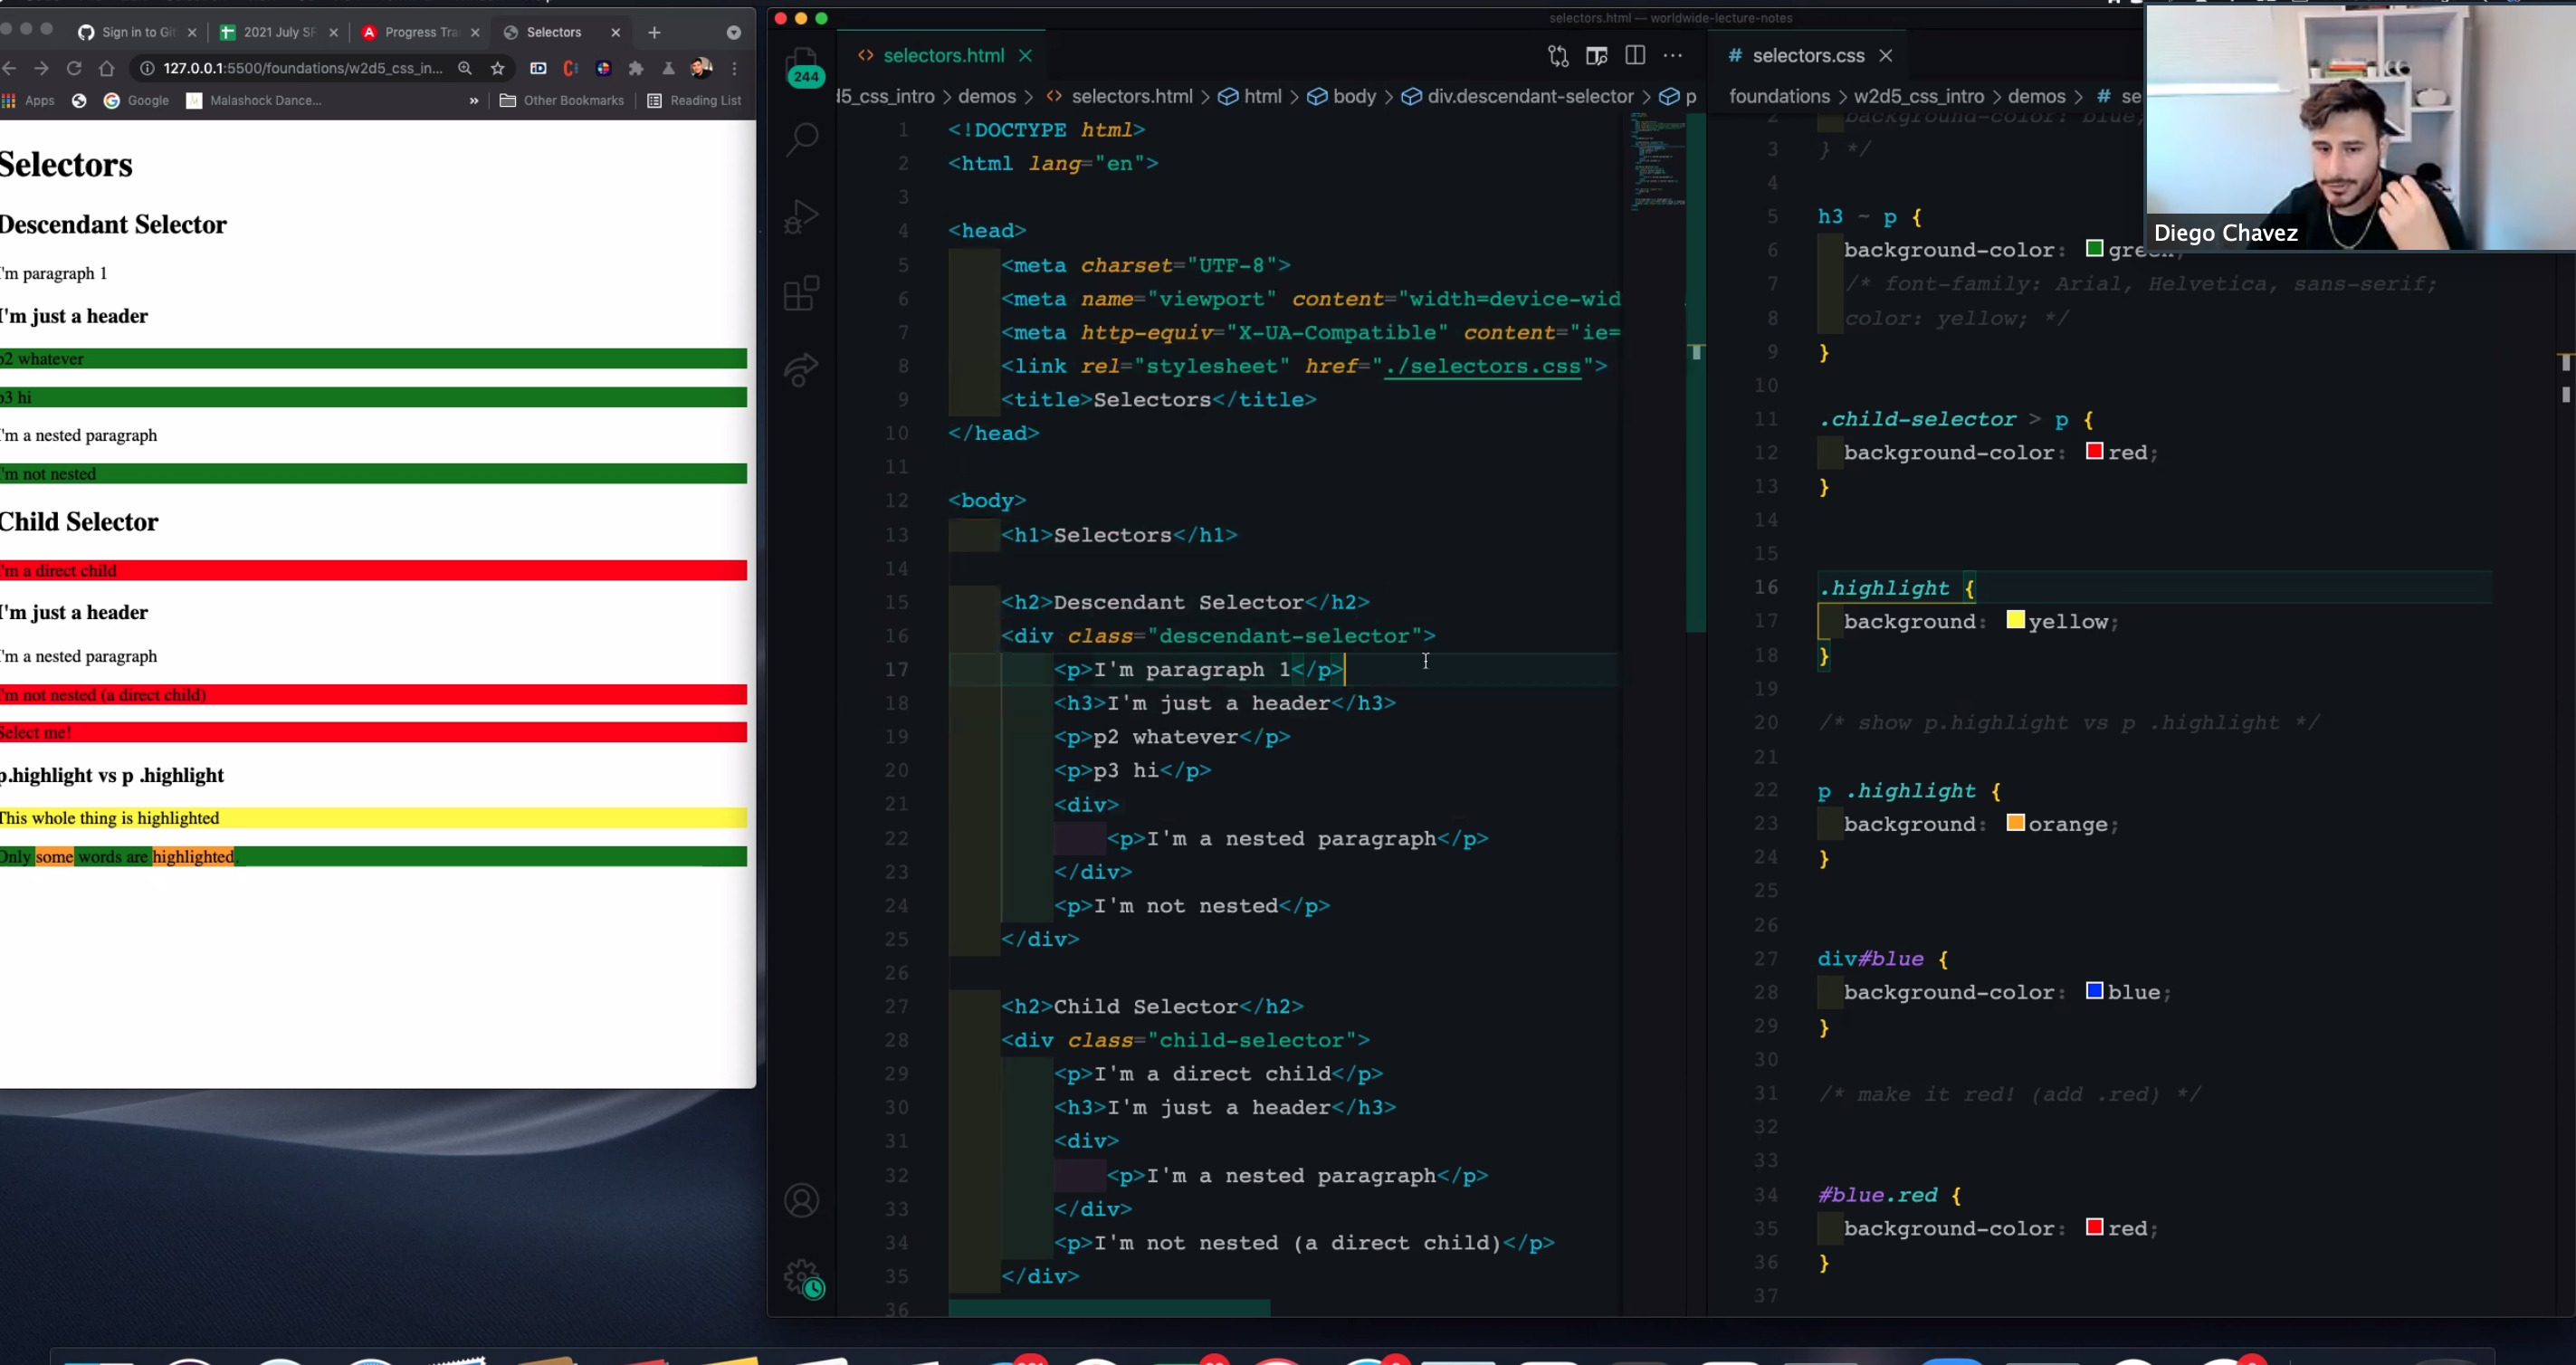 Sign in to Git
2021 July SF
Progress Trac
Selectors
127.0.0.1:5500/foundations/w2d5_css_in...
Apps
Google
Malashock Dance...
»
Other Bookmarks
Reading List
Selectors
Descendant Selector
I'm paragraph 1
I'm just a header
p2 whatever
p3 hi
I'm a nested paragraph
I'm not nested
Child Selector
I'm a direct child
I'm just a header
I'm a nested paragraph
I'm not nested (a direct child)
Select me!
p.highlight vs p .highlight
This whole thing is highlighted
Only some words are highlighted.
selectors.html — worldwide-lecture-notes
244
<> selectors.html
d5_css_intro > demos > <> selectors.html > html > body > div.descendant-selector > p
1 <!DOCTYPE html>
2 <html lang="en">
3
4 <head>
5 <meta charset="UTF-8">
6 <meta name="viewport" content="width=device-wid
7 <meta http-equiv="X-UA-Compatible" content="ie=
8 <link rel="stylesheet" href="./selectors.css">
9 <title>Selectors</title>
10 </head>
11
12 <body>
13 <h1>Selectors</h1>
14
15 <h2>Descendant Selector</h2>
16 <div class="descendant-selector">
17 <p>I'm paragraph 1</p>
18 <h3>I'm just a header</h3>
19 <p>p2 whatever</p>
20 <p>p3 hi</p>
21 <div>
22 <p>I'm a nested paragraph</p>
23 </div>
24 <p>I'm not nested</p>
25 </div>
26
27 <h2>Child Selector</h2>
28 <div class="child-selector">
29 <p>I'm a direct child</p>
30 <h3>I'm just a header</h3>
31 <div>
32 <p>I'm a nested paragraph</p>
33 </div>
34 <p>I'm not nested (a direct child)</p>
35 </div>
36
# selectors.css
foundations > w2d5_css_intro > demos > # se
2 background-color: blue;
3 } */
4
5 h3 ~ p {
6 background-color: green;
7 /* font-family: Arial, Helvetica, sans-serif;
8 color: yellow; */
9 }
10
11 .child-selector > p {
12 background-color: red;
13 }
14
15
16 .highlight {
17 background: yellow;
18 }
19
20 /* show p.highlight vs p .highlight */
21
22 p .highlight {
23 background: orange;
24 }
25
26
27 div#blue {
28 background-color: blue;
29 }
30
31 /* make it red! (add .red) */
32
33
34 #blue.red {
35 background-color: red;
36 }
37
Diego Chavez